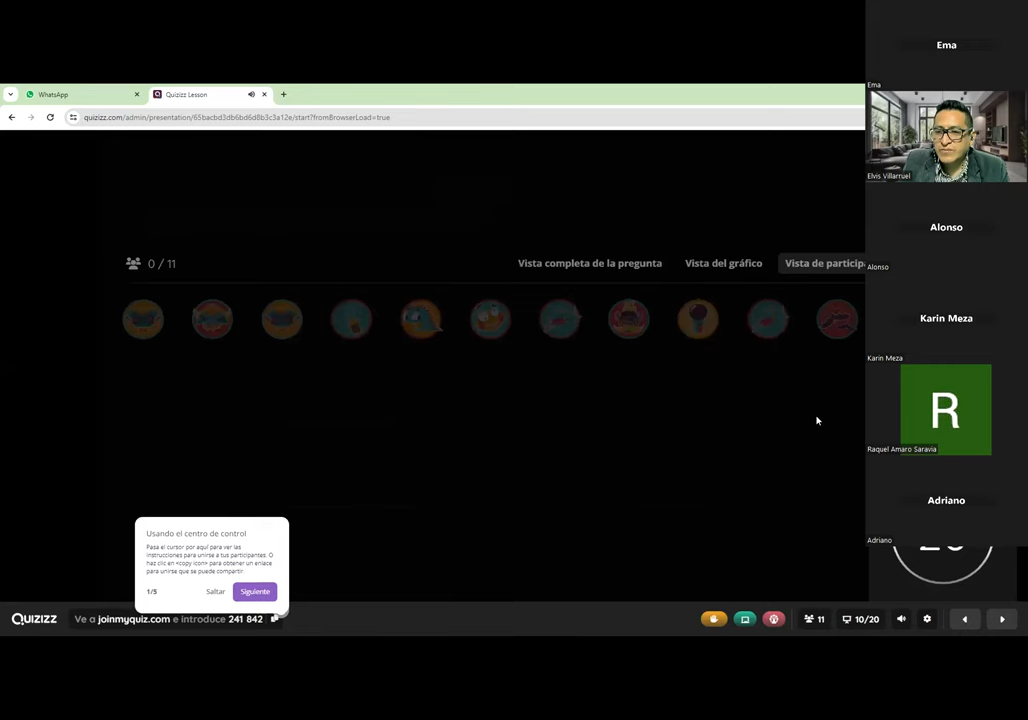 Ema
Ema
WhatsApp
Quizizz Lesson
quizizz.com/admin/presentation/65bacbd3db6bd6d8b3c3a12e/start?fromBrowserLoad=true
Elvis Villarruel
Alonso
Alonso
0 / 11
Vista completa de la pregunta
Vista del gráfico
Vista de particip
Karin Meza
Karin Meza
R
Raquel Amaro Saravia
Adriano
Adriano
Usando el centro de control
Pasa el cursor por aquí para ver las
instrucciones para unirse a tus participantes. O
haz clic en <copy icon> para obtener un enlace
para unirse que se puede compartir
1/5
Saltar
Siguiente
QUIZIZZ
Ve a joinmyquiz.com e introduce 241 842
11
10/20